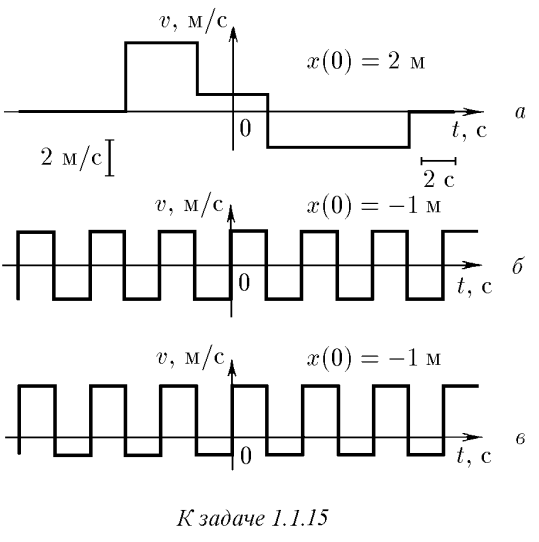 v, м/с
x(0) = 2 м
0
t, с
а
2 м/с
2 с
v, м/с
x(0) = −1 м
0
t, с
б
v, м/с
x(0) = −1 м
0
t, с
в
К задаче 1.1.15